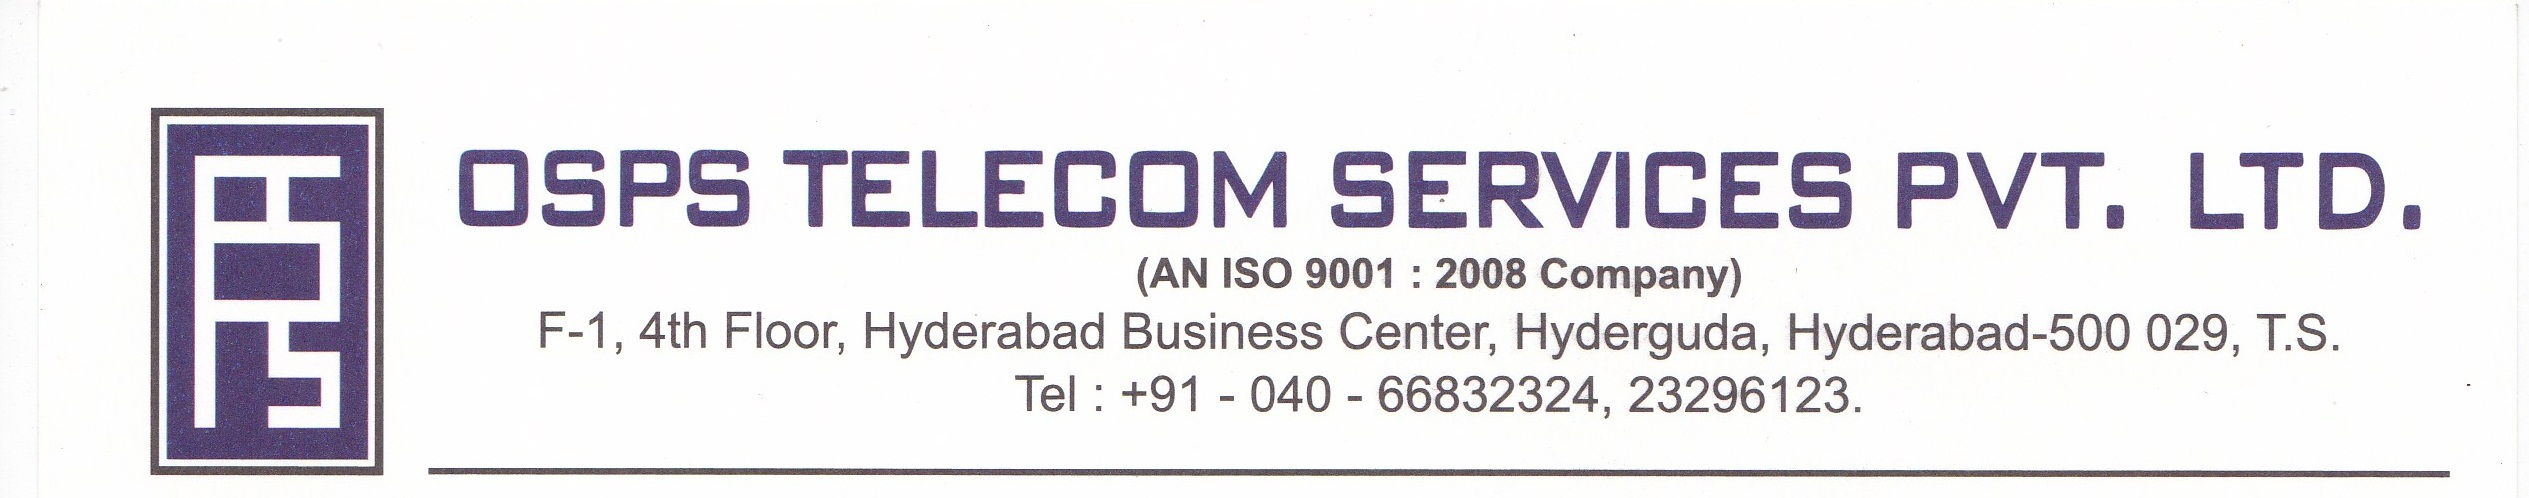 OSPS TELECOM SERVICES PVT. LTD.
(AN ISO 9001 : 2008 Company)
F-1, 4th Floor, Hyderabad Business Center, Hyderguda, Hyderabad-500 029, T.S.
Tel : +91 - 040 - 66832324, 23296123.